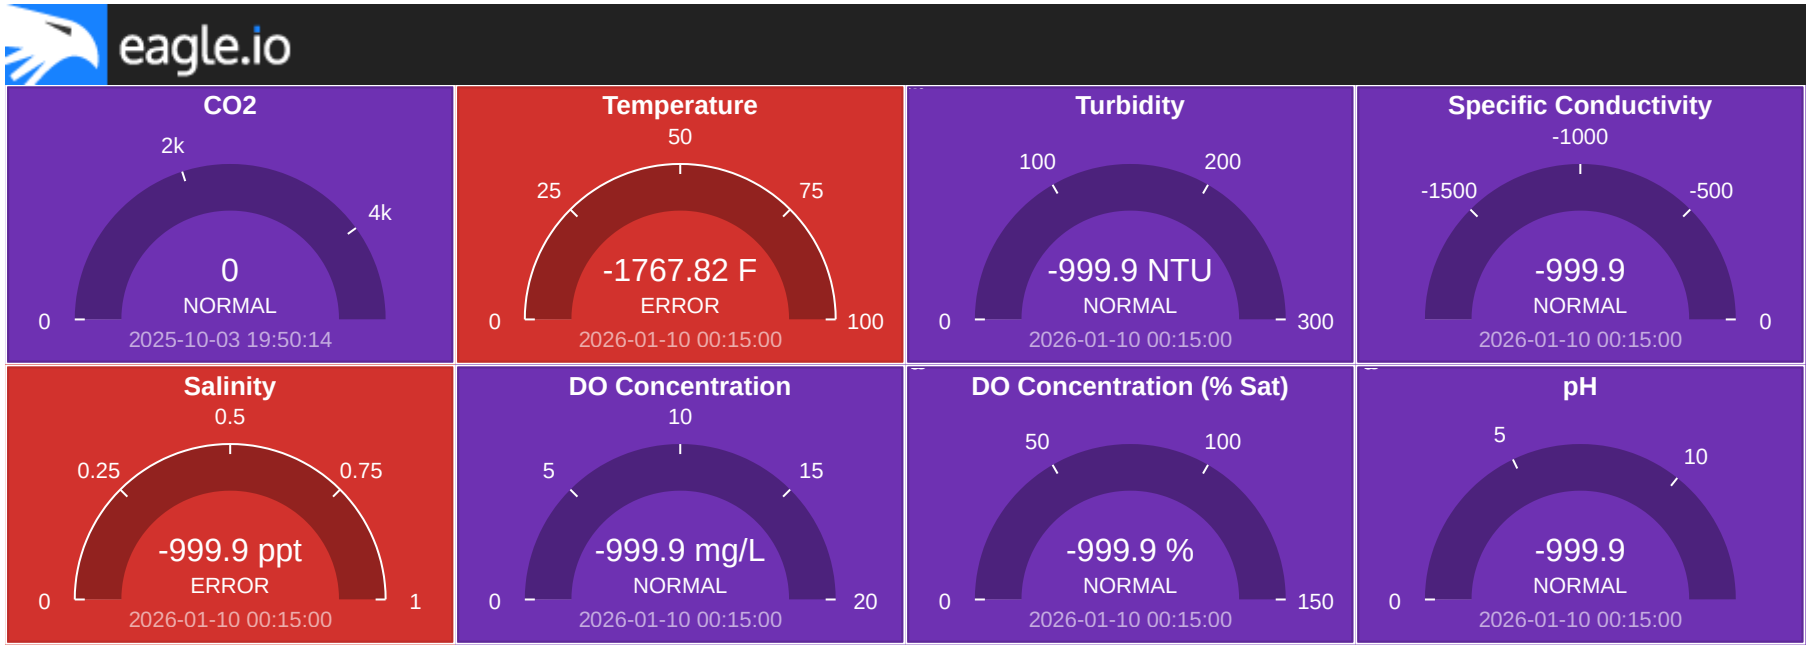 eagle.io
CO2
2k
4k
0
NORMAL
0
2025-10-03 19:50:14
Temperature
50
25
75
-1767.82 F
ERROR
0
100
2026-01-10 00:15:00
Turbidity
100
200
-999.9 NTU
NORMAL
0
300
2026-01-10 00:15:00
Specific Conductivity
-1000
-1500
-500
-999.9
NORMAL
0
2026-01-10 00:15:00
Salinity
0.5
0.25
0.75
-999.9 ppt
ERROR
0
1
2026-01-10 00:15:00
DO Concentration
10
5
15
-999.9 mg/L
NORMAL
0
20
2026-01-10 00:15:00
DO Concentration (% Sat)
50
100
-999.9 %
NORMAL
0
150
2026-01-10 00:15:00
pH
5
10
-999.9
NORMAL
0
2026-01-10 00:15:00